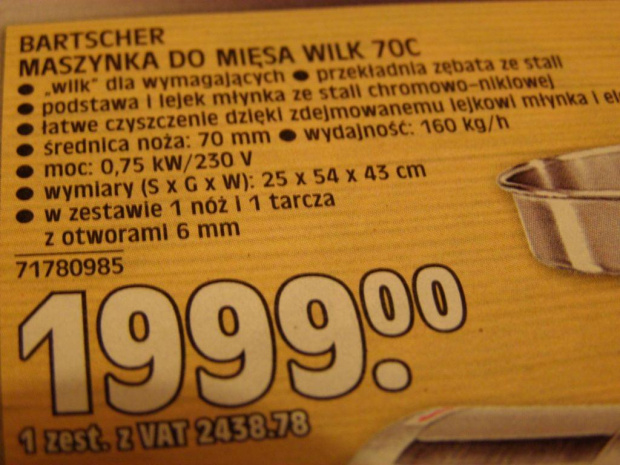 BARTSCHER
MASZYNKA DO MIĘSA WILK 70C
● „wilk" dla wymagających ● przekładnia zębata ze stali
● podstawa i lejek młynka ze stali chromowo-niklowej
● łatwe czyszczenie dzięki zdejmowanemu lejkowi młynka i
● średnica noża: 70 mm ● wydajność: 160 kg/h
● moc: 0,75 kW/230 V
● wymiary (S x G x W): 25 x 54 x 43 cm
● w zestawie 1 nóż i 1 tarcza
z otworami 6 mm
71780985
1999.00
1 zest. z VAT 2438.78